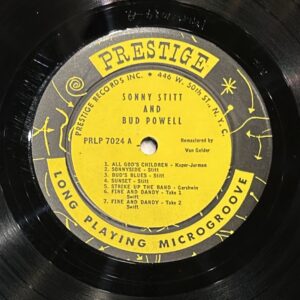 PRESTIGE
PRESTIGE RECORDS INC. • 446 W. 50th ST. N.Y.C.
SONNY STITT
AND
BUD POWELL
PRLP 7024 A
Remastered by
Van Gelder
1. ALL GOD'S CHILDREN - Kaper-Jurman
2. SONNYSIDE - Stitt
3. BUD'S BLUES - Stitt
4. SUNSET - Stitt
5. STRIKE UP THE BAND - Gershwin
6. FINE AND DANDY - Take 1
Swift
7. FINE AND DANDY - Take 2
Swift
LONG PLAYING MICROGROOVE